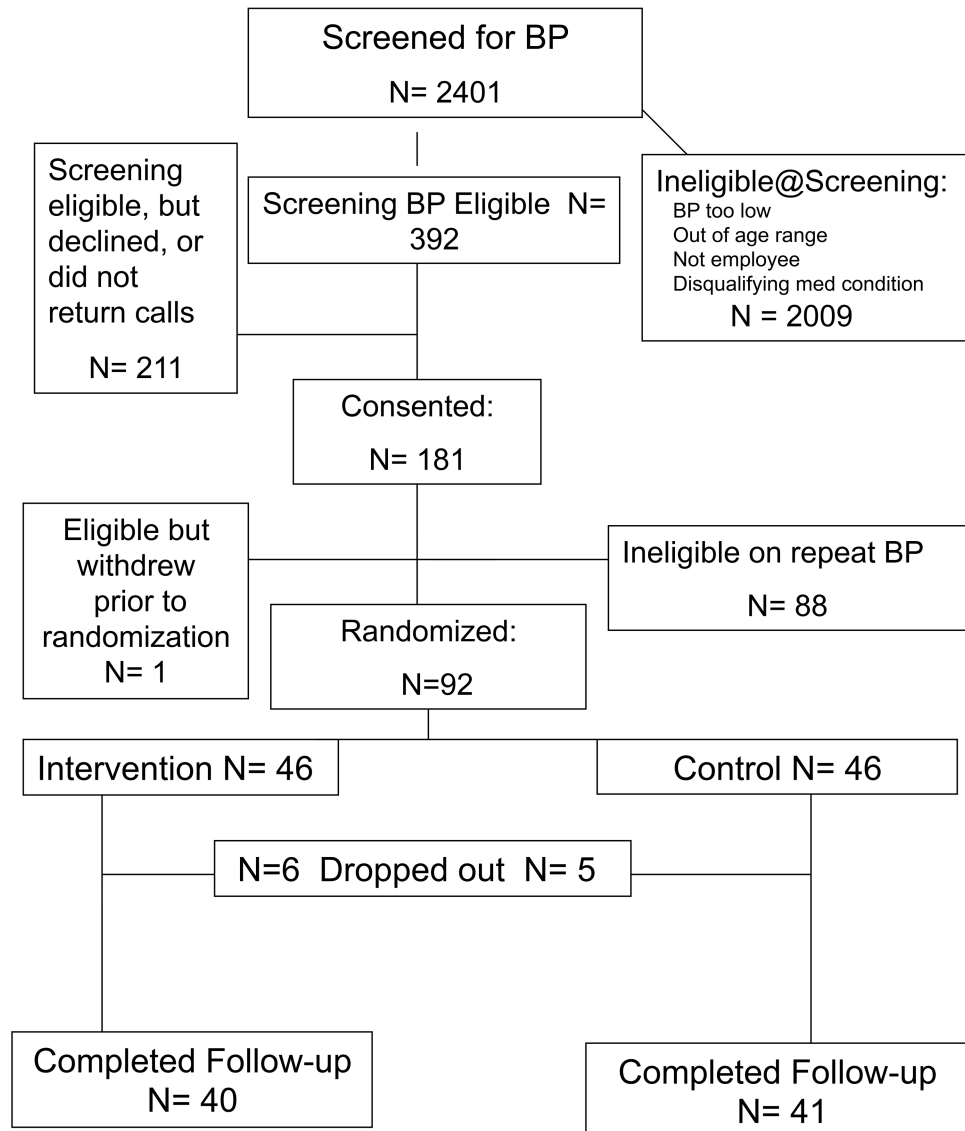 Screened for BP
N= 2401
Screening
eligible, but
declined, or
did not
return calls
N= 211
Screening BP Eligible  N=
392
Ineligible@Screening:
BP too low
Out of age range
Not employee
Disqualifying med condition
N = 2009
Consented:
N= 181
Eligible but
withdrew
prior to
randomization
N= 1
Ineligible on repeat BP
N= 88
Randomized:
N=92
Intervention N= 46
Control N= 46
N=6  Dropped out  N= 5
Completed Follow-up
N= 40
Completed Follow-up
N= 41